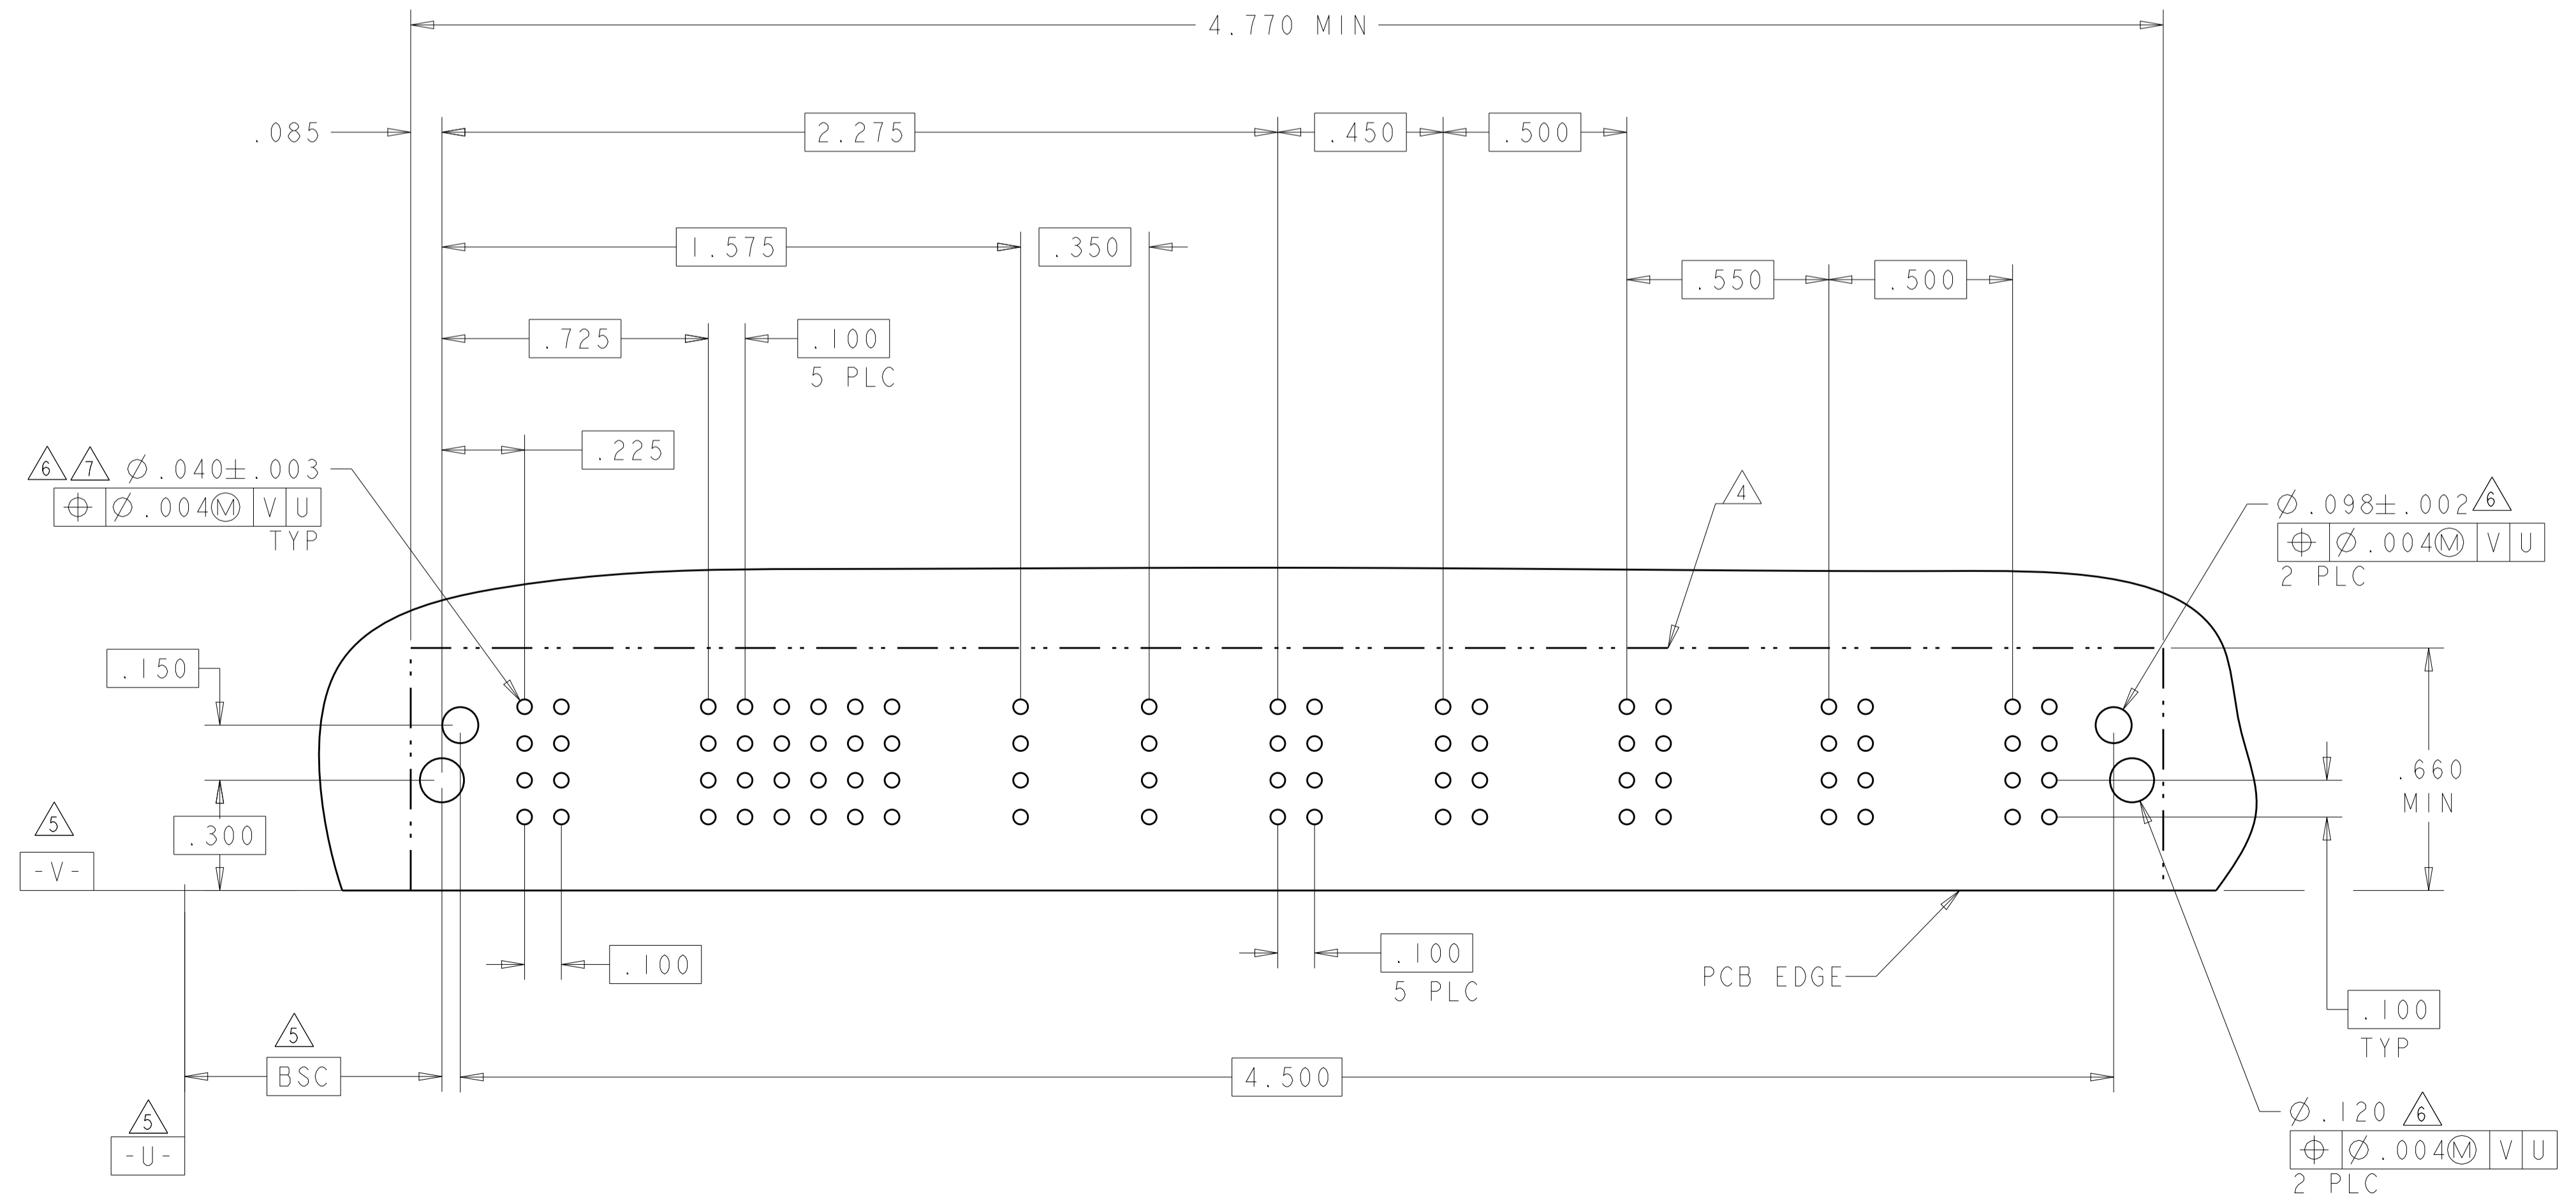 4.770 MIN
.085
2.275
.450
.500
1.575
.350
.550
.500
.725
.100
5 PLC
.225
6 7 Ø.040±.003
⌖ Ø.004Ⓜ V U
TYP
4
Ø.098±.002 6
⌖ Ø.004Ⓜ V U
2 PLC
.150
.300
5
-V-
.660
MIN
.100
.100
5 PLC
PCB EDGE
.100
TYP
5
BSC
4.500
5
-U-
Ø.120 6
⌖ Ø.004Ⓜ V U
2 PLC